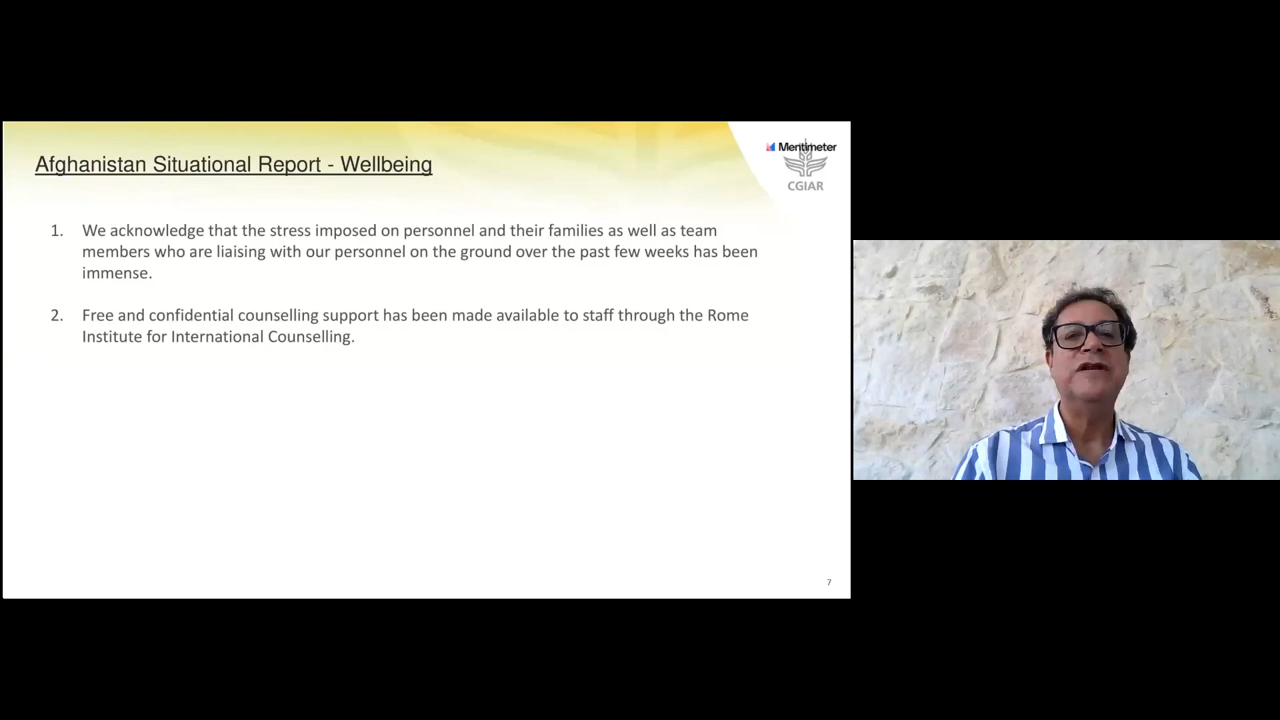 Mentimeter
Afghanistan Situational Report - Wellbeing
CGIAR
1. We acknowledge that the stress imposed on personnel and their families as well as team
members who are liaising with our personnel on the ground over the past few weeks has been
immense.
2. Free and confidential counselling support has been made available to staff through the Rome
Institute for International Counselling.
7